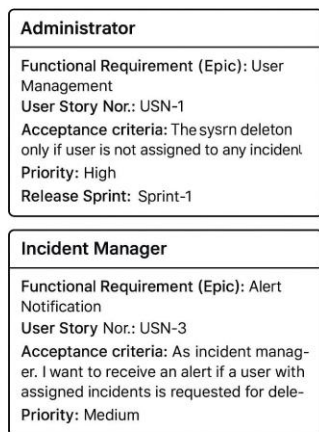 Administrator
Functional Requirement (Epic): User
Management
User Story Nor.: USN-1
Acceptance criteria: The sysrn deleton
only if user is not assigned to any incident
Priority: High
Release Sprint: Sprint-1
Incident Manager
Functional Requirement (Epic): Alert
Notification
User Story Nor.: USN-3
Acceptance criteria: As incident manag-
er. I want to receive an alert if a user with
assigned incidents is requested for dele-
Priority: Medium